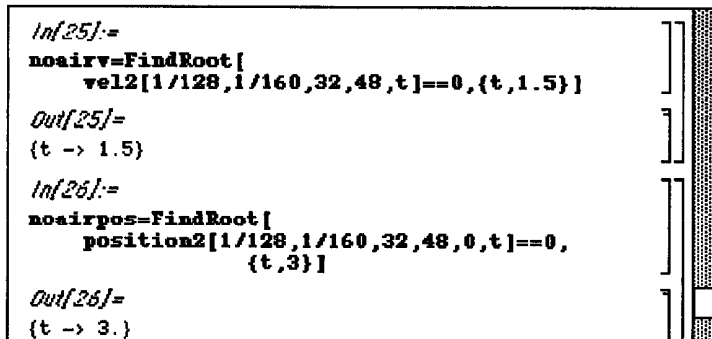 In[25]:=
noairv=FindRoot[
vel2[1/128,1/160,32,48,t]==0,{t,1.5}]
Out[25]=
{t -> 1.5}
In[26]:=
noairpos=FindRoot[
position2[1/128,1/160,32,48,0,t]==0,
{t,3}]
Out[26]=
{t -> 3.}